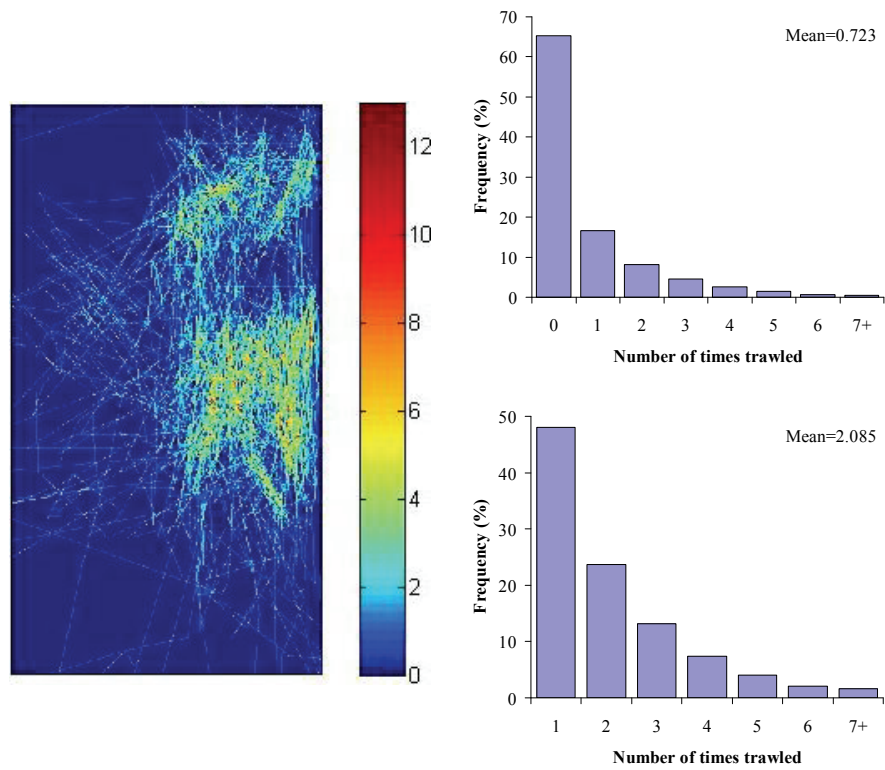 12
10
8
6
4
2
0
70
60
50
40
30
20
10
0
Frequency (%)
Mean=0.723
0 1 2 3 4 5 6 7+
Number of times trawled
50
40
30
20
10
0
Frequency (%)
Mean=2.085
1 2 3 4 5 6 7+
Number of times trawled